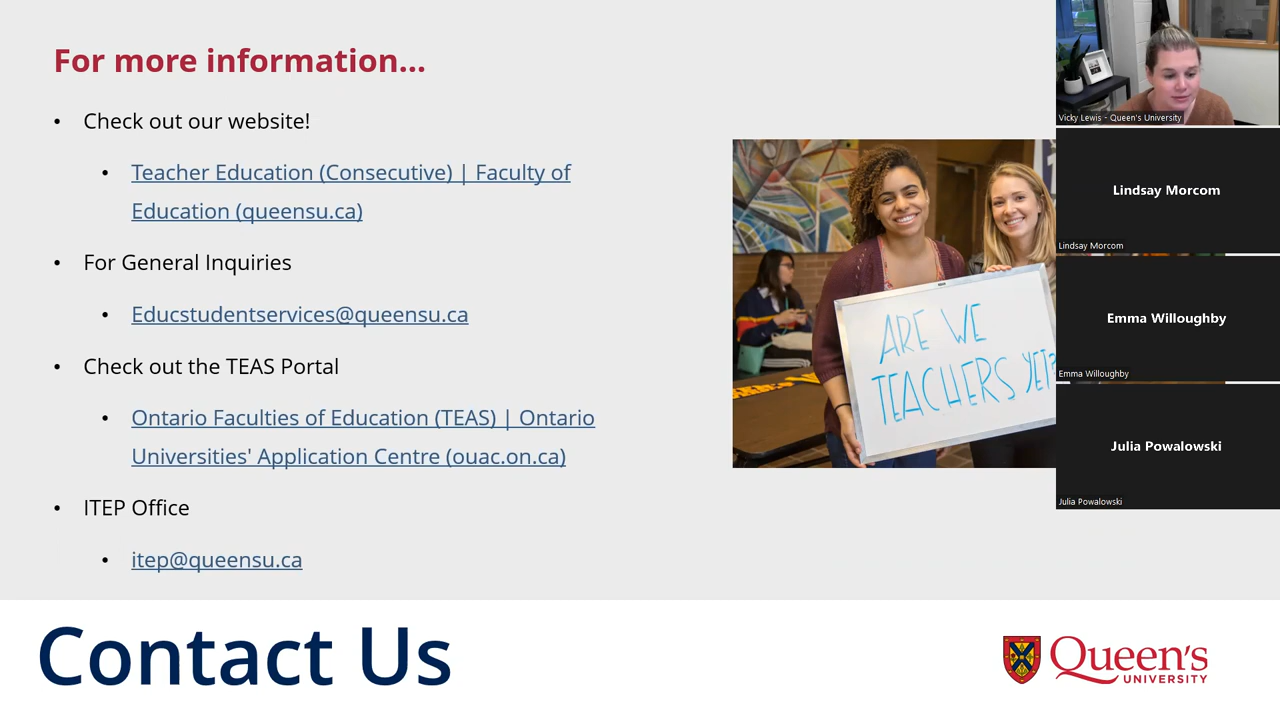 For more information...
• Check out our website!
• Teacher Education (Consecutive) | Faculty of
Education (queensu.ca)
• For General Inquiries
• Educstudentservices@queensu.ca
• Check out the TEAS Portal
• Ontario Faculties of Education (TEAS) | Ontario
Universities' Application Centre (ouac.on.ca)
• ITEP Office
• itep@queensu.ca
ARE WE
TEACHERS YET?
Vicky Lewis - Queen's University
Lindsay Morcom
Lindsay Morcom
Emma Willoughby
Emma Willoughby
Julia Powalowski
Julia Powalowski
Contact Us
Queen's
UNIVERSITY